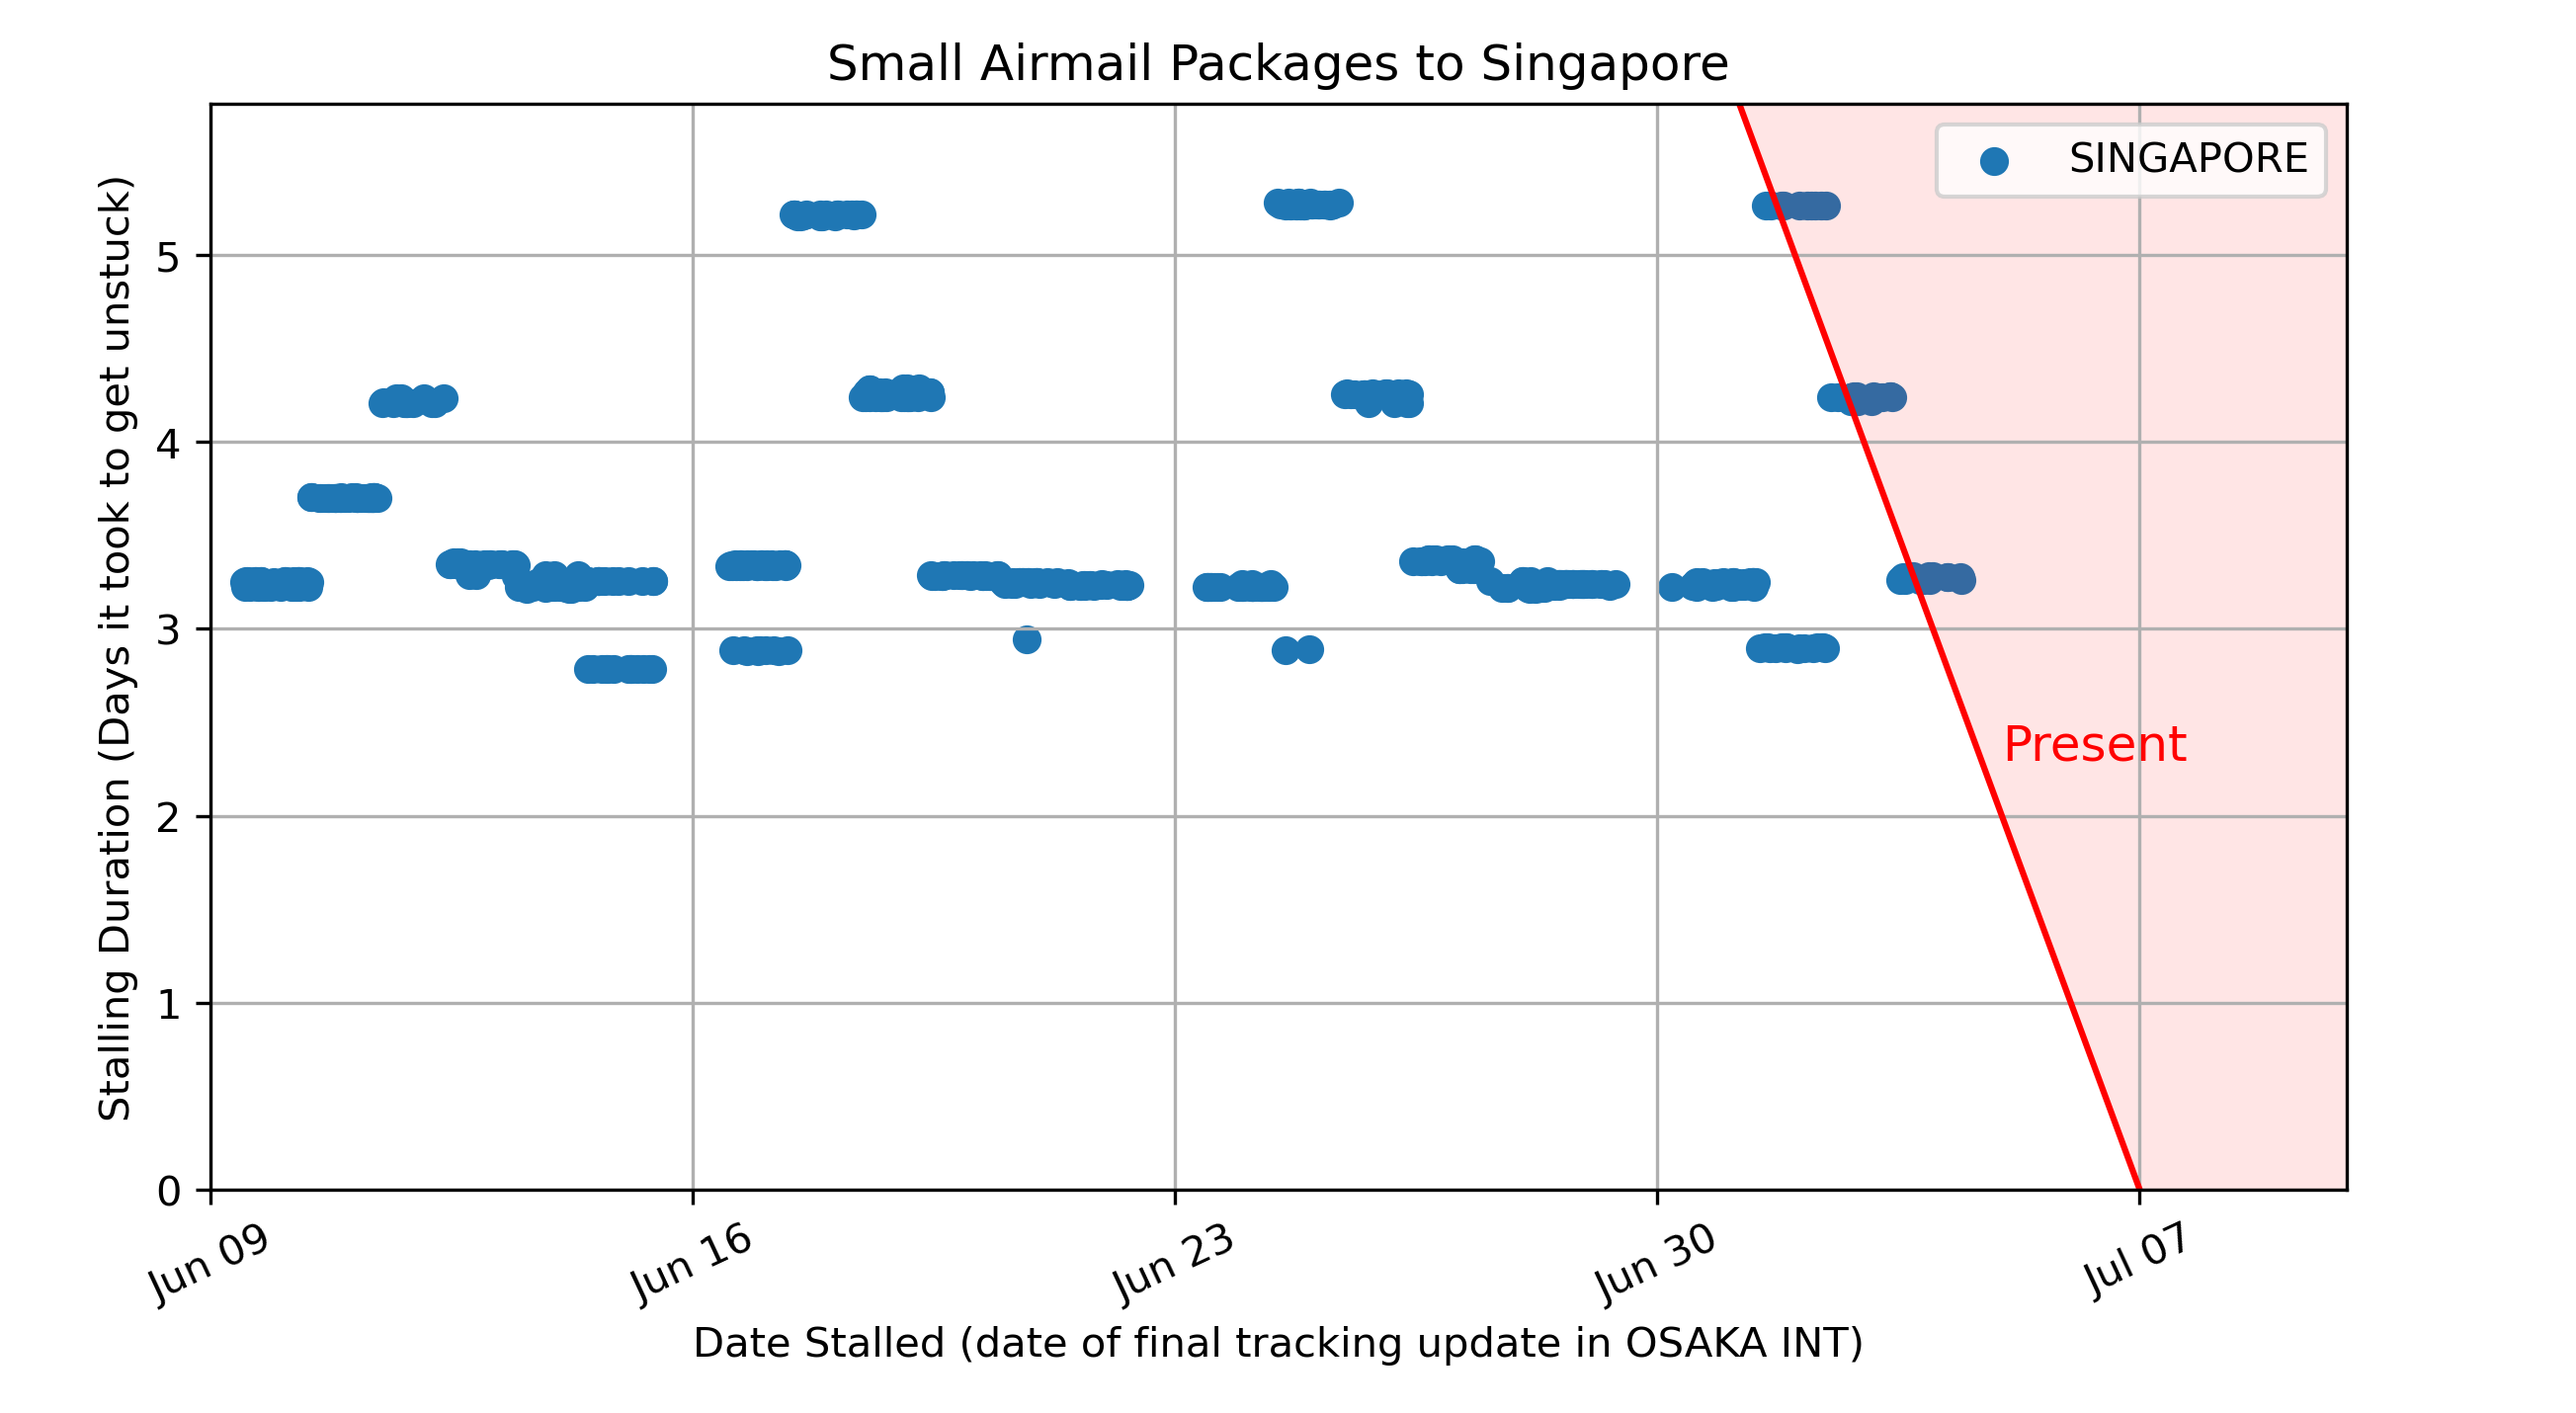 Small Airmail Packages to Singapore
SINGAPORE
Stalling Duration (Days it took to get unstuck)
5
4
3
2
1
0
Present
Jun 09
Jun 16
Jun 23
Jun 30
Jul 07
Date Stalled (date of final tracking update in OSAKA INT)